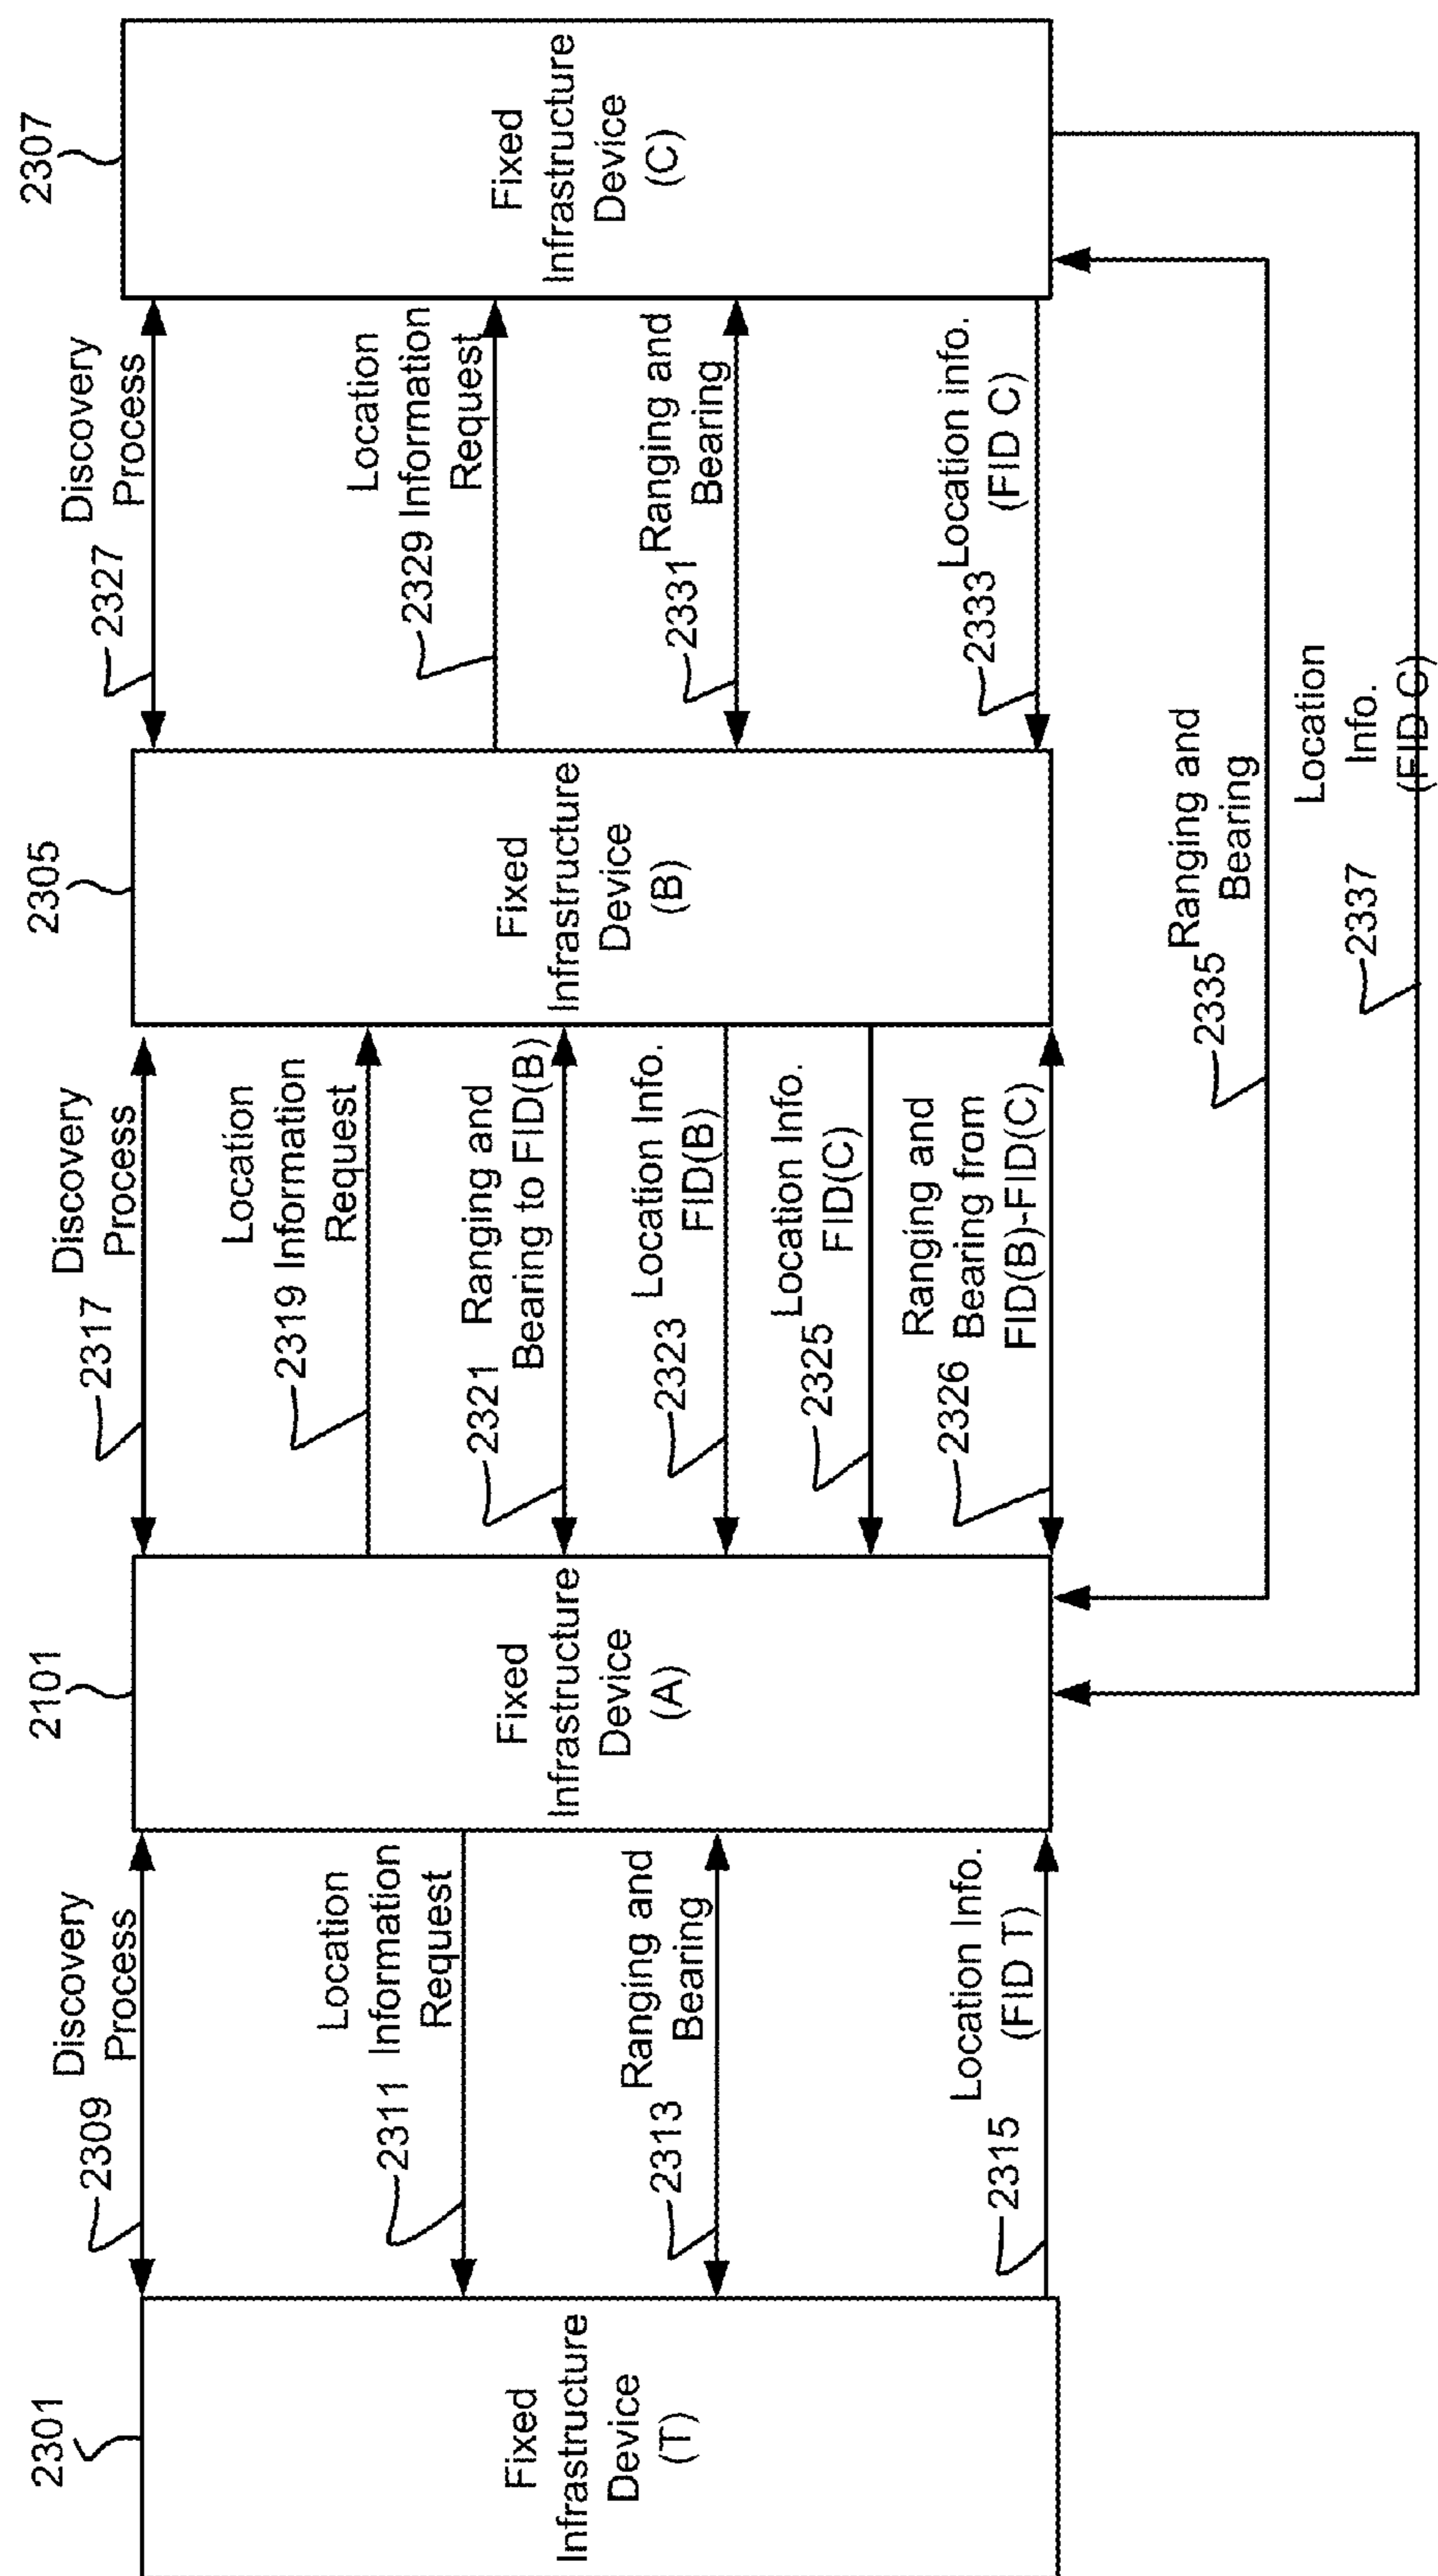 2301
Fixed
Infrastructure
Device
(T)
2309
Discovery
Process
2311
Location
Information
Request
2313
Ranging and
Bearing
2315
Location Info.
(FID T)
2101
Fixed
Infrastructure
Device
(A)
2317
Discovery
Process
2319
Location
Information
Request
2321
Ranging and
Bearing to FID(B)
2323
Location Info.
FID(B)
2325
Location Info.
FID(C)
2326
Ranging and
Bearing from
FID(B)-FID(C)
2305
Fixed
Infrastructure
Device
(B)
2327
Discovery
Process
2329
Location
Information
Request
2331
Ranging and
Bearing
2333
Location info.
(FID C)
2307
Fixed
Infrastructure
Device
(C)
2335
Ranging and
Bearing
2337
Location
Info.
(FID C)